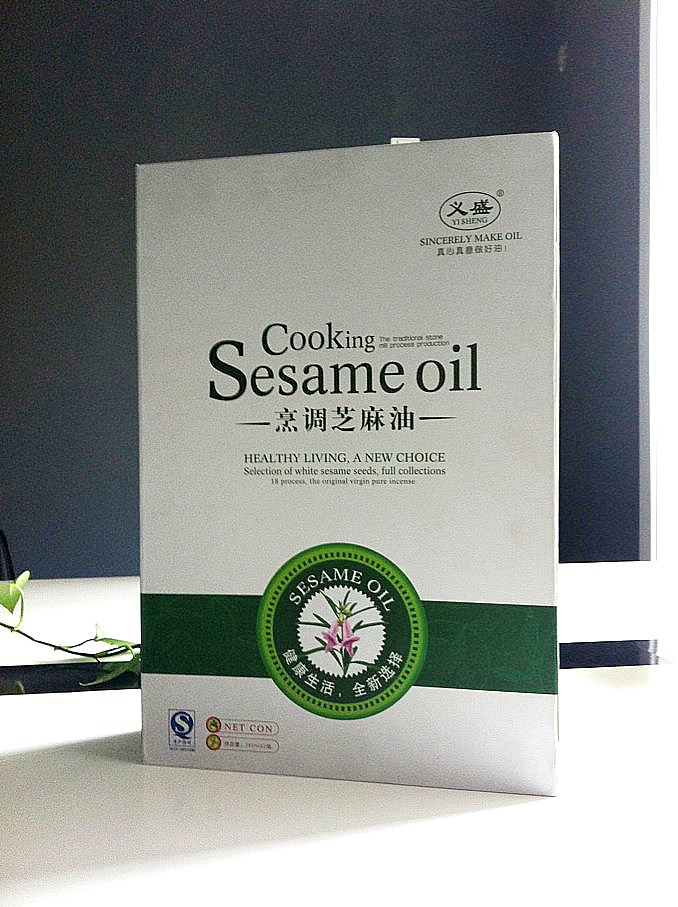 义盛®
YI SHENG
SINCERELY MAKE OIL
真心真意做好油!
Cooking
The traditional stone
mill process production
Sesame oil
烹调芝麻油
HEALTHY LIVING, A NEW CHOICE
Selection of white sesame seeds, full collections
18 process, the original virgin pure incense
SESAME OIL
健康生活，全新选择
NET CON
净含量: